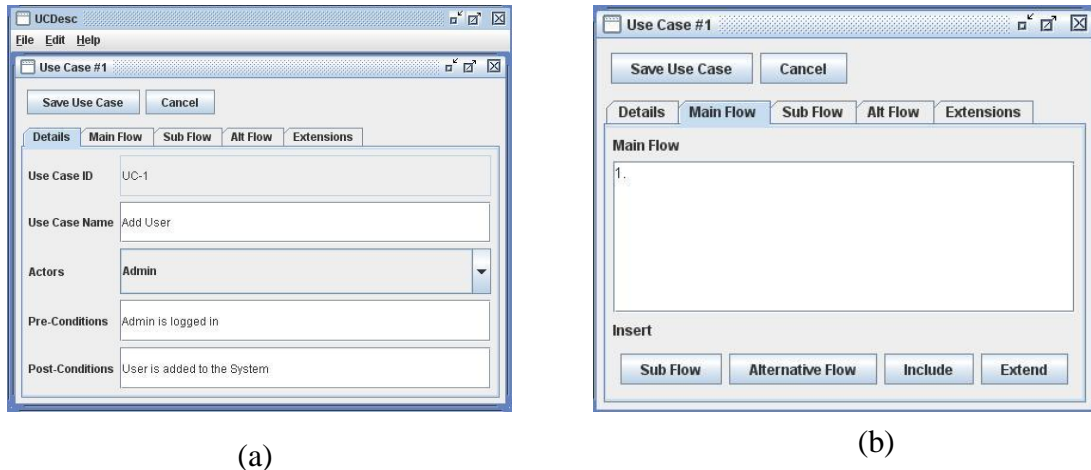 UCDesc
File Edit Help
Use Case #1
Save Use Case Cancel
Details Main Flow Sub Flow Alt Flow Extensions
Use Case ID UC-1
Use Case Name Add User
Actors Admin
Pre-Conditions Admin is logged in
Post-Conditions User is added to the System
(a)
Use Case #1
Save Use Case Cancel
Details Main Flow Sub Flow Alt Flow Extensions
Main Flow
1.
Insert
Sub Flow Alternative Flow Include Extend
(b)